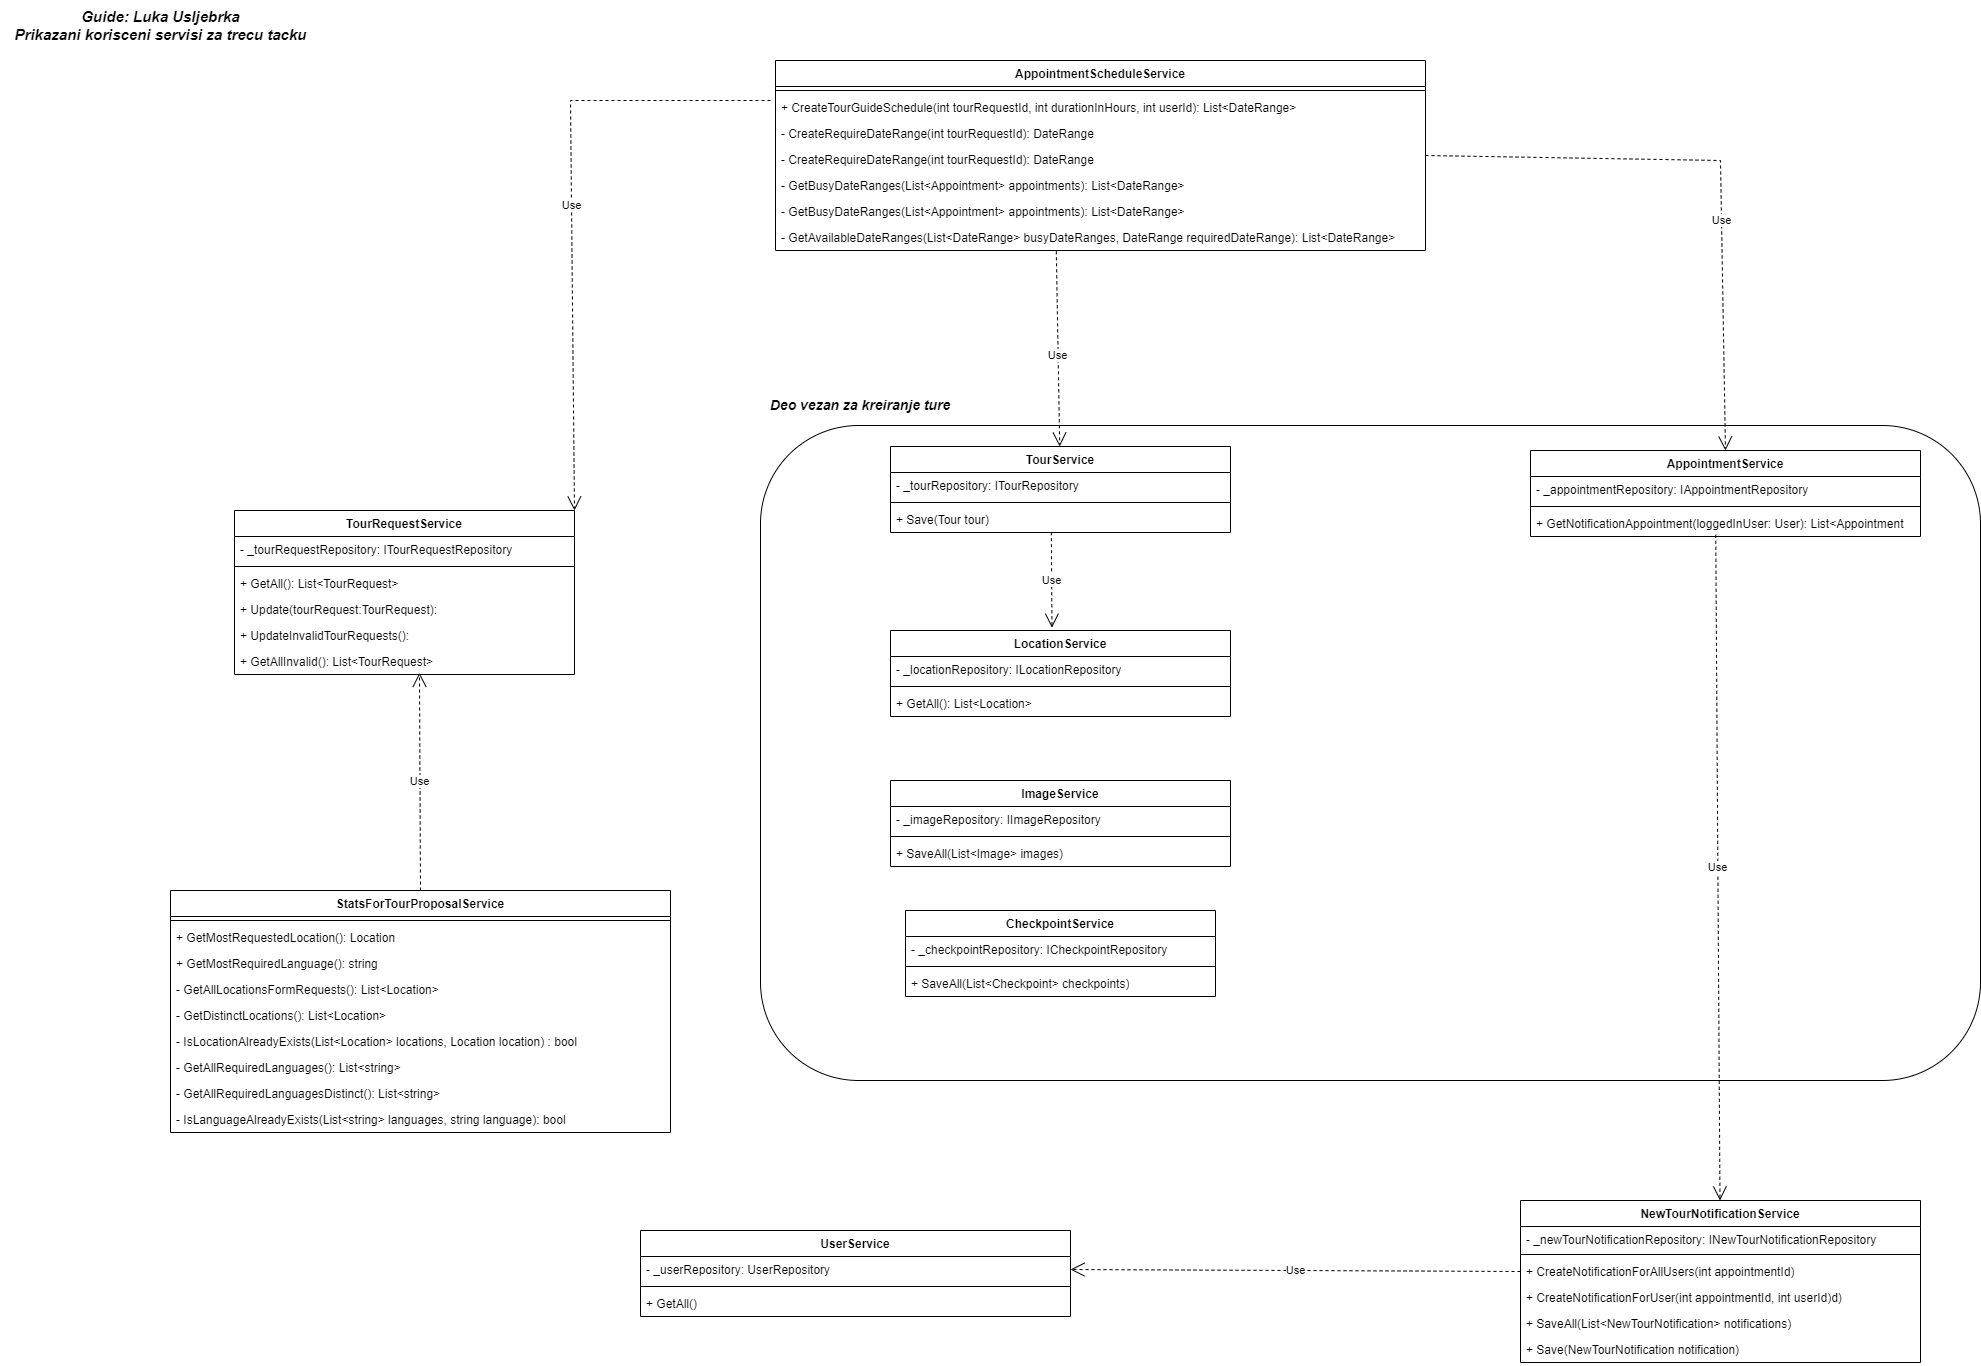 Guide: Luka Usljebrka
Prikazani korisceni servisi za trecu tacku
AppointmentScheduleService
+ CreateTourGuideSchedule(int tourRequestId, int durationInHours, int userId): List<DateRange>
- CreateRequireDateRange(int tourRequestId): DateRange
- CreateRequireDateRange(int tourRequestId): DateRange
- GetBusyDateRanges(List<Appointment> appointments): List<DateRange>
- GetBusyDateRanges(List<Appointment> appointments): List<DateRange>
- GetAvailableDateRanges(List<DateRange> busyDateRanges, DateRange requiredDateRange): List<DateRange>
Use
Use
Use
Deo vezan za kreiranje ture
TourService
- _tourRepository: ITourRepository
+ Save(Tour tour)
AppointmentService
- _appointmentRepository: IAppointmentRepository
+ GetNotificationAppointment(loggedInUser: User): List<Appointment
TourRequestService
- _tourRequestRepository: ITourRequestRepository
+ GetAll(): List<TourRequest>
+ Update(tourRequest:TourRequest):
+ UpdateInvalidTourRequests():
+ GetAllInvalid(): List<TourRequest>
Use
LocationService
- _locationRepository: ILocationRepository
+ GetAll(): List<Location>
Use
ImageService
- _imageRepository: IImageRepository
+ SaveAll(List<Image> images)
Use
StatsForTourProposalService
+ GetMostRequestedLocation(): Location
+ GetMostRequiredLanguage(): string
- GetAllLocationsFormRequests(): List<Location>
- GetDistinctLocations(): List<Location>
- IsLocationAlreadyExists(List<Location> locations, Location location) : bool
- GetAllRequiredLanguages(): List<string>
- GetAllRequiredLanguagesDistinct(): List<string>
- IsLanguageAlreadyExists(List<string> languages, string language): bool
CheckpointService
- _checkpointRepository: ICheckpointRepository
+ SaveAll(List<Checkpoint> checkpoints)
NewTourNotificationService
- _newTourNotificationRepository: INewTourNotificationRepository
+ CreateNotificationForAllUsers(int appointmentId)
+ CreateNotificationForUser(int appointmentId, int userId)d)
+ SaveAll(List<NewTourNotification> notifications)
+ Save(NewTourNotification notification)
Use
UserService
- _userRepository: UserRepository
+ GetAll()